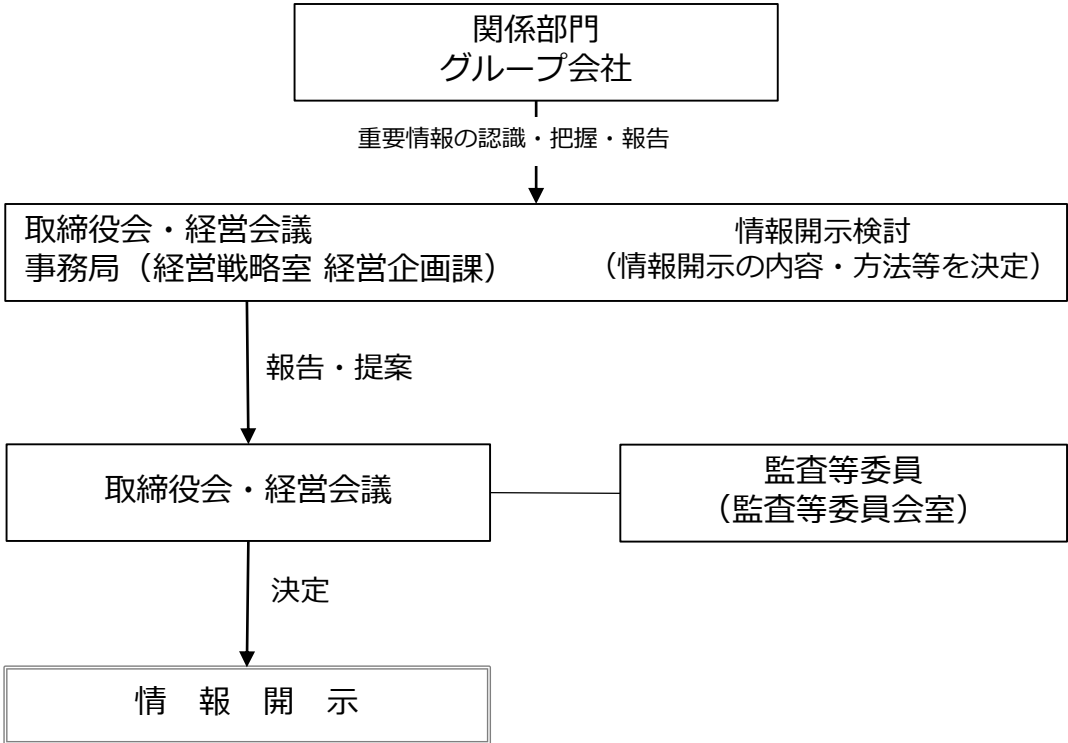 関係部門
グループ会社
重要情報の認識・把握・報告
取締役会・経営会議
事務局（経営戦略室 経営企画課）
情報開示検討
（情報開示の内容・方法等を決定）
報告・提案
取締役会・経営会議
監査等委員
（監査等委員会室）
決定
情　報　開　示